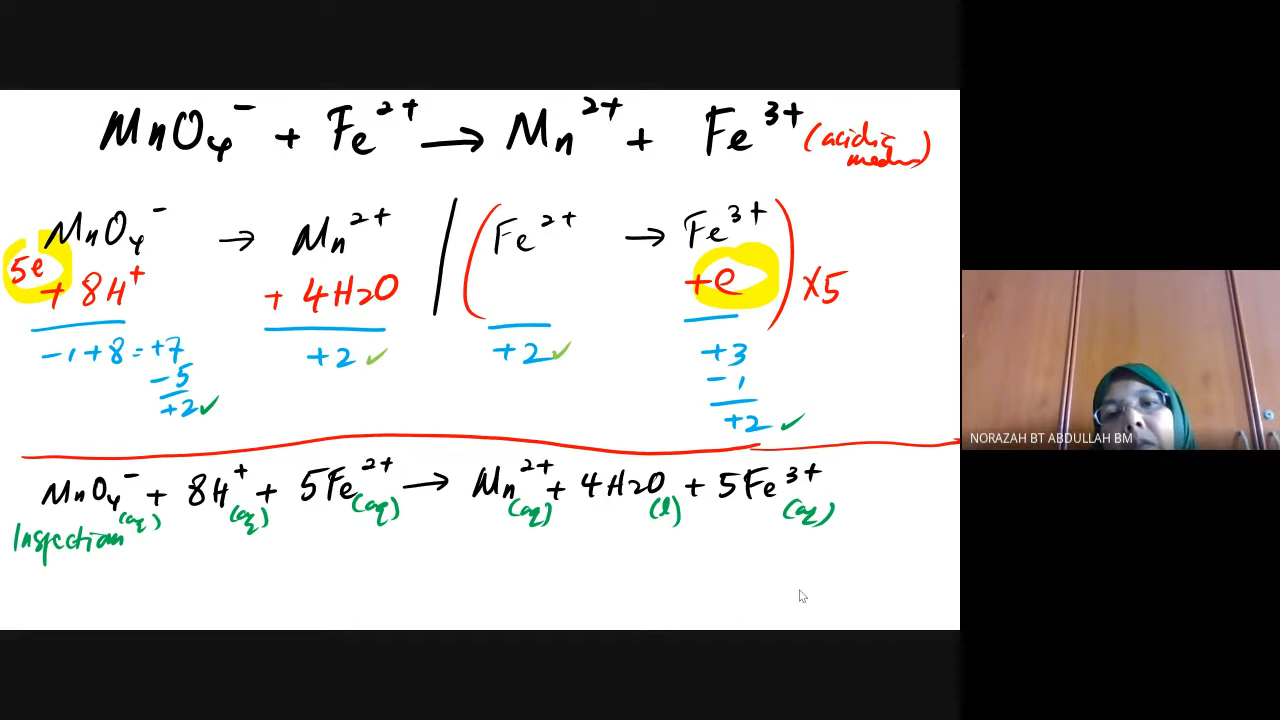 MnO4⁻ + Fe²⁺ → Mn²⁺ + Fe³⁺ (acidic medium)
MnO4⁻ → Mn²⁺ | ( Fe²⁺ → Fe³⁺ ) × 5
5e + 8H⁺ + 4H2O + e
-1+8=+7 +2 ✓ +2 ✓ +3
-5 -1
+2 ✓ +2 ✓
NORAZAH BT ABDULLAH BM
MnO4⁻(aq) + 8H⁺(aq) + 5Fe²⁺(aq) → Mn²⁺(aq) + 4H2O(l) + 5Fe³⁺(aq)
Inspection